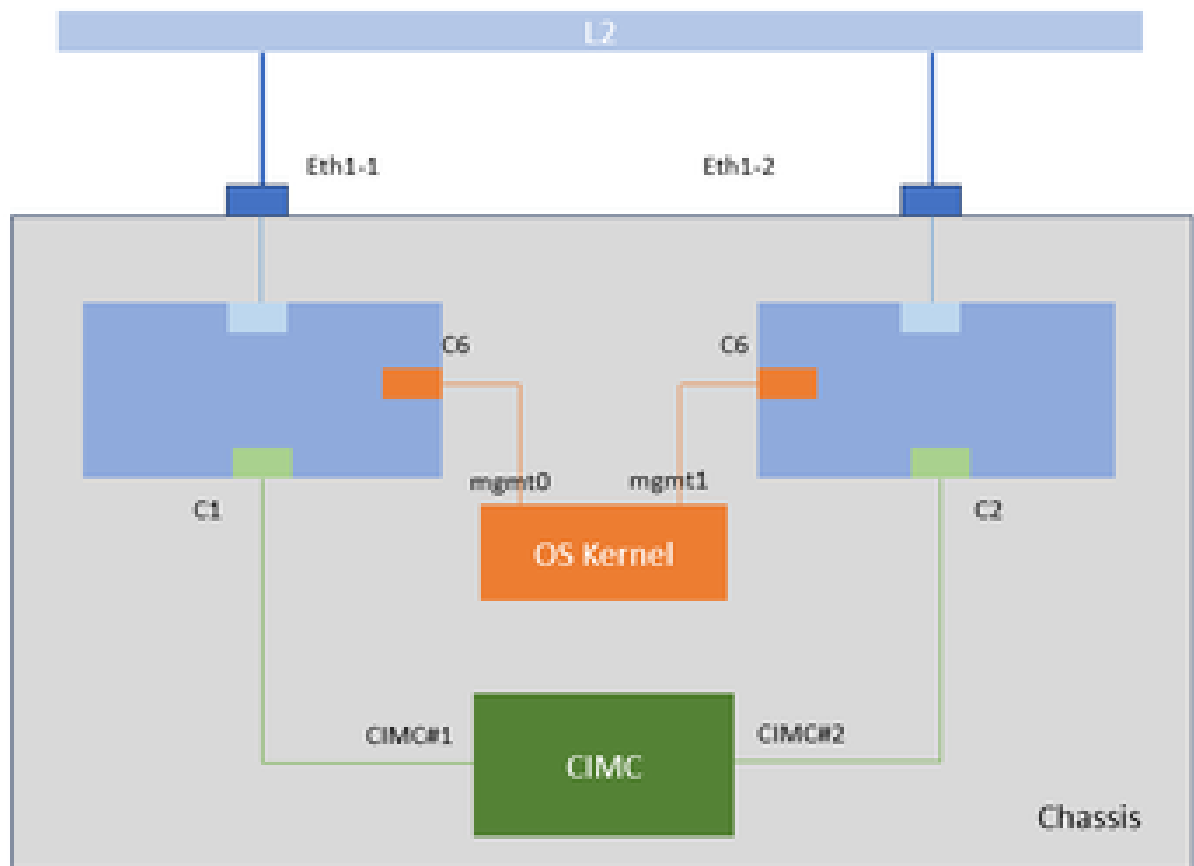 L2
Eth1-1
Eth1-2
C6
C6
mgmt0
mgmt1
C1
C2
OS Kernel
CIMC#1
CIMC#2
CIMC
Chassis